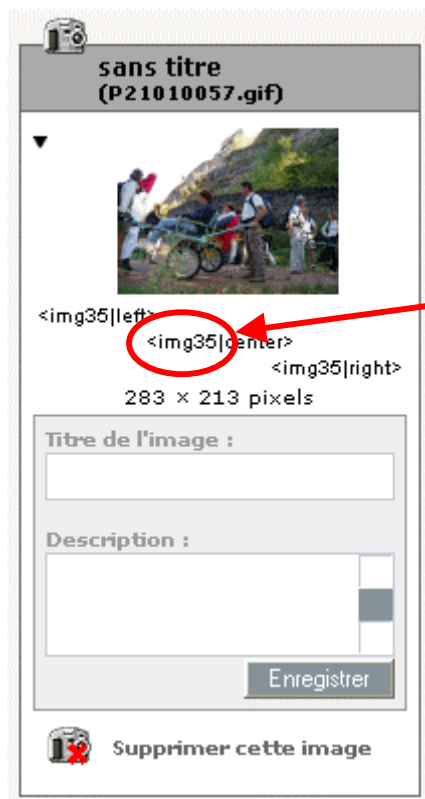 sans titre
(P21010057.gif)
<img35|left>
<img35|center>
<img35|right>
283 × 213 pixels
Titre de l'image :
Description :
Enregistrer
Supprimer cette image